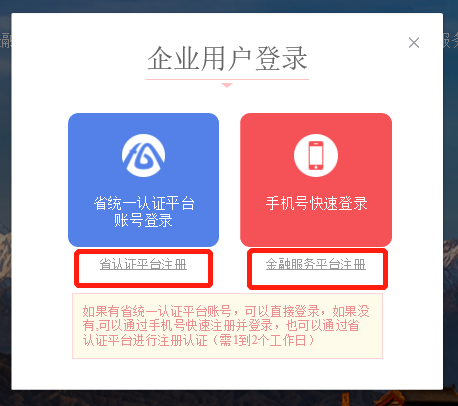 融
服务
企业用户登录
×
省统一认证平台
账号登录
手机号快速登录
省认证平台注册
金融服务平台注册
如果有省统一认证平台账号，可以直接登录，如果没
有,可以通过手机号快速注册并登录，也可以通过省
认证平台进行注册认证（需1到2个工作日）